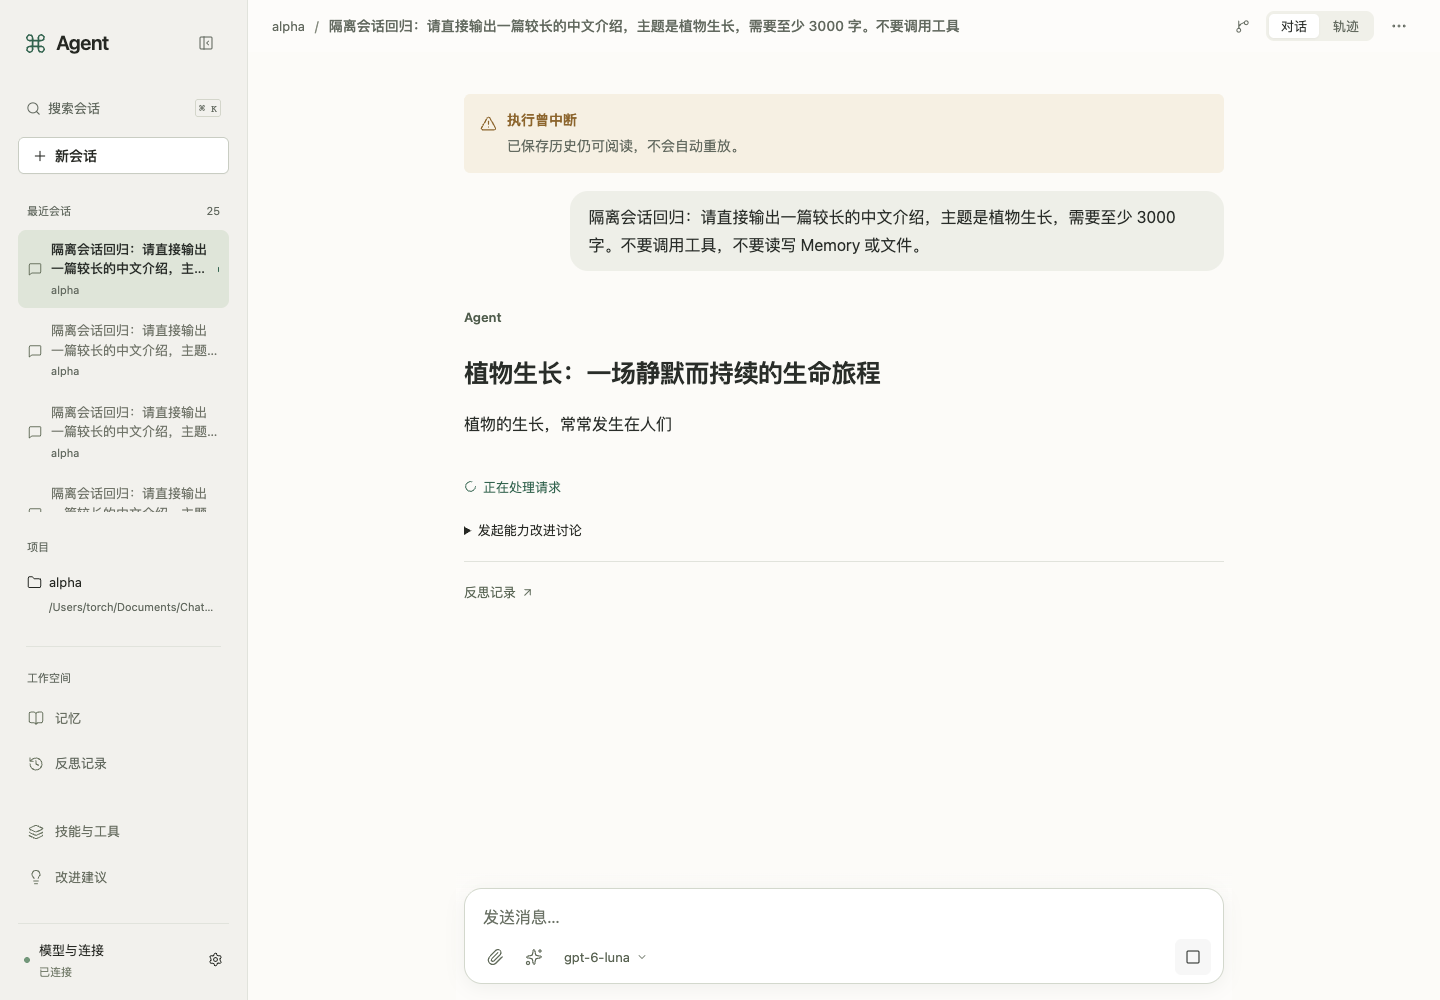 Agent
搜索会话
⌘ K
新会话
最近会话
25
隔离会话回归：请直接输出
一篇较长的中文介绍，主...
alpha
隔离会话回归：请直接输出
一篇较长的中文介绍，主题...
alpha
隔离会话回归：请直接输出
一篇较长的中文介绍，主题...
alpha
隔离会话回归：请直接输出
一篇较长的中文介绍，主题
项目
alpha
/Users/torch/Documents/Chat...
工作空间
记忆
反思记录
技能与工具
改进建议
模型与连接
已连接
alpha / 隔离会话回归：请直接输出一篇较长的中文介绍，主题是植物生长，需要至少 3000 字。不要调用工具
对话
轨迹
执行曾中断
已保存历史仍可阅读，不会自动重放。
隔离会话回归：请直接输出一篇较长的中文介绍，主题是植物生长，需要至少 3000
字。不要调用工具，不要读写 Memory 或文件。
Agent
植物生长：一场静默而持续的生命旅程
植物的生长，常常发生在人们
正在处理请求
发起能力改进讨论
反思记录
发送消息...
gpt-6-luna